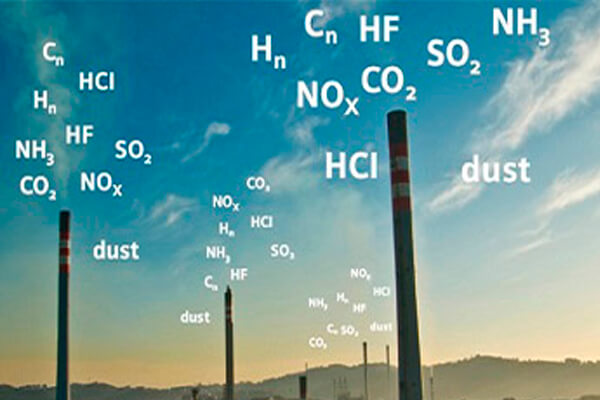 Cₙ
HCl
Hₙ
HF
NH₃
SO₂
CO₂
NOₓ
dust
CO₂
NOₓ
HCl
Hₙ
NH₃
SO₂
HF
Cₙ
dust
NOₓ
HCl
Hₙ
NH₃
HF
Cₙ
SO₂
dust
CO₂
Cₙ
HF
NH₃
Hₙ
SO₂
CO₂
NOₓ
HCl
dust